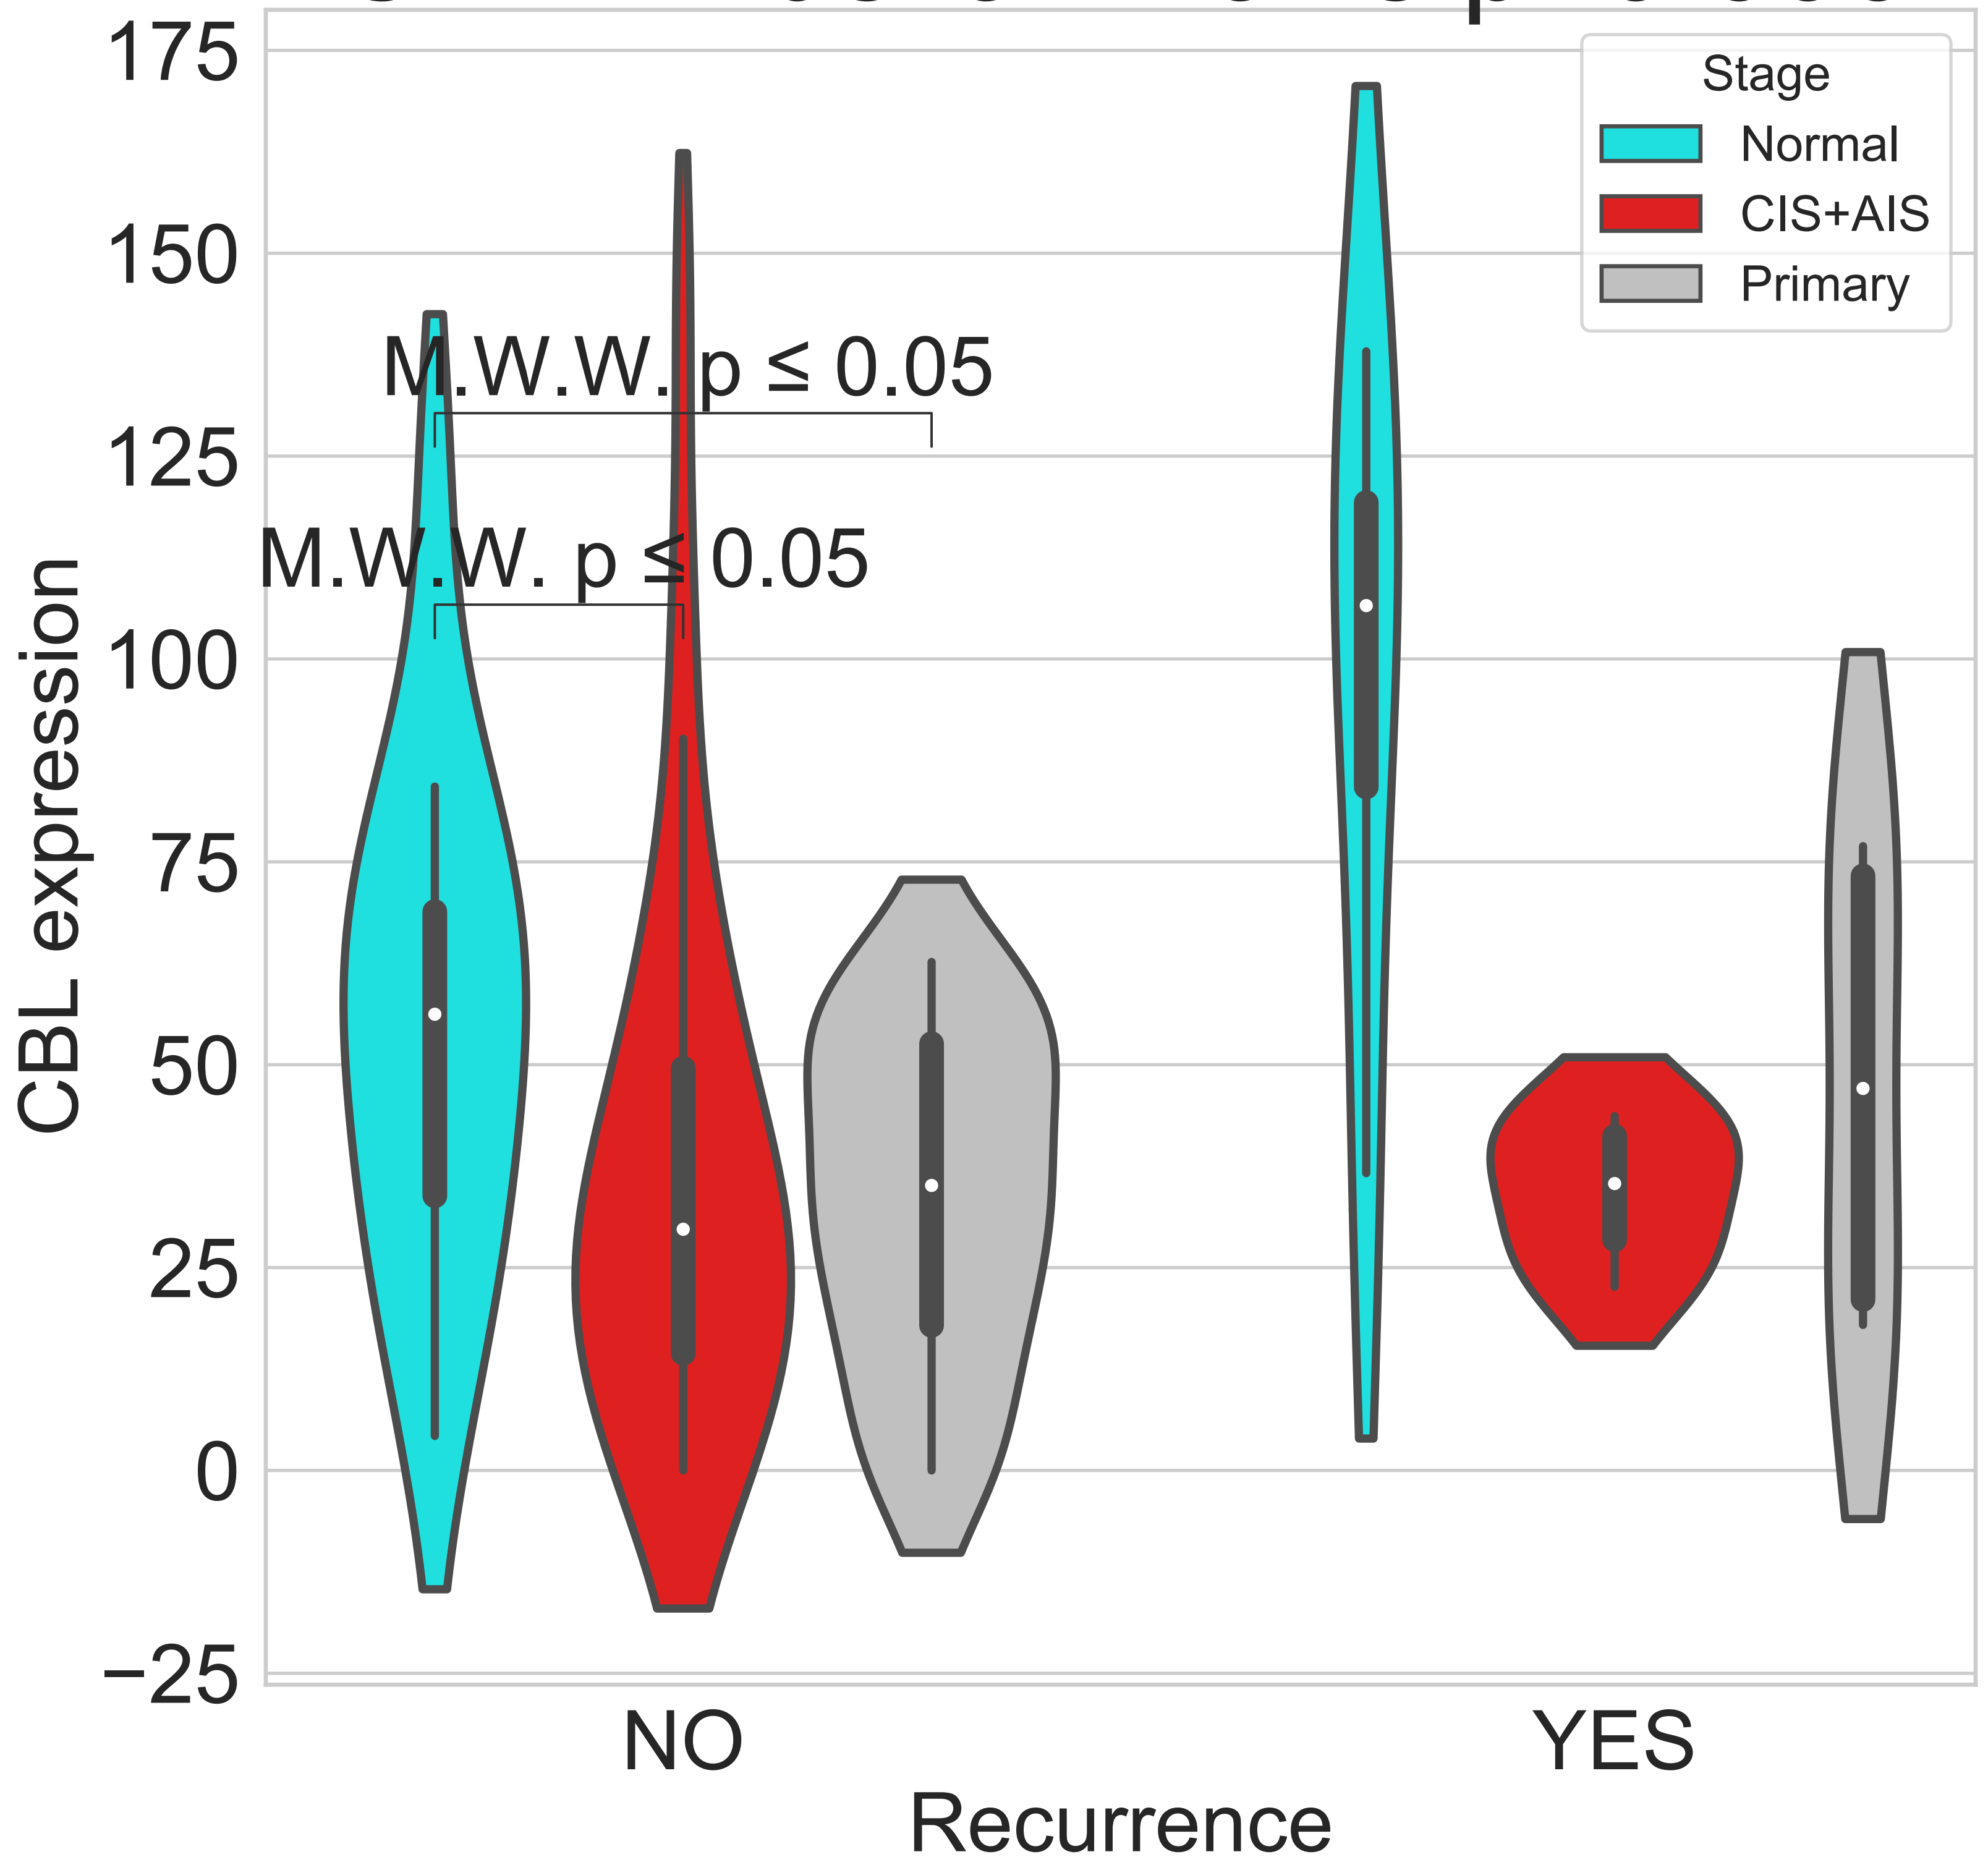 175
150
125
100
75
50
25
0
−25
CBL expression
Stage
Normal
CIS+AIS
Primary
M.W.W. p ≤ 0.05
M.W.W. p ≤ 0.05
NO
YES
Recurrence